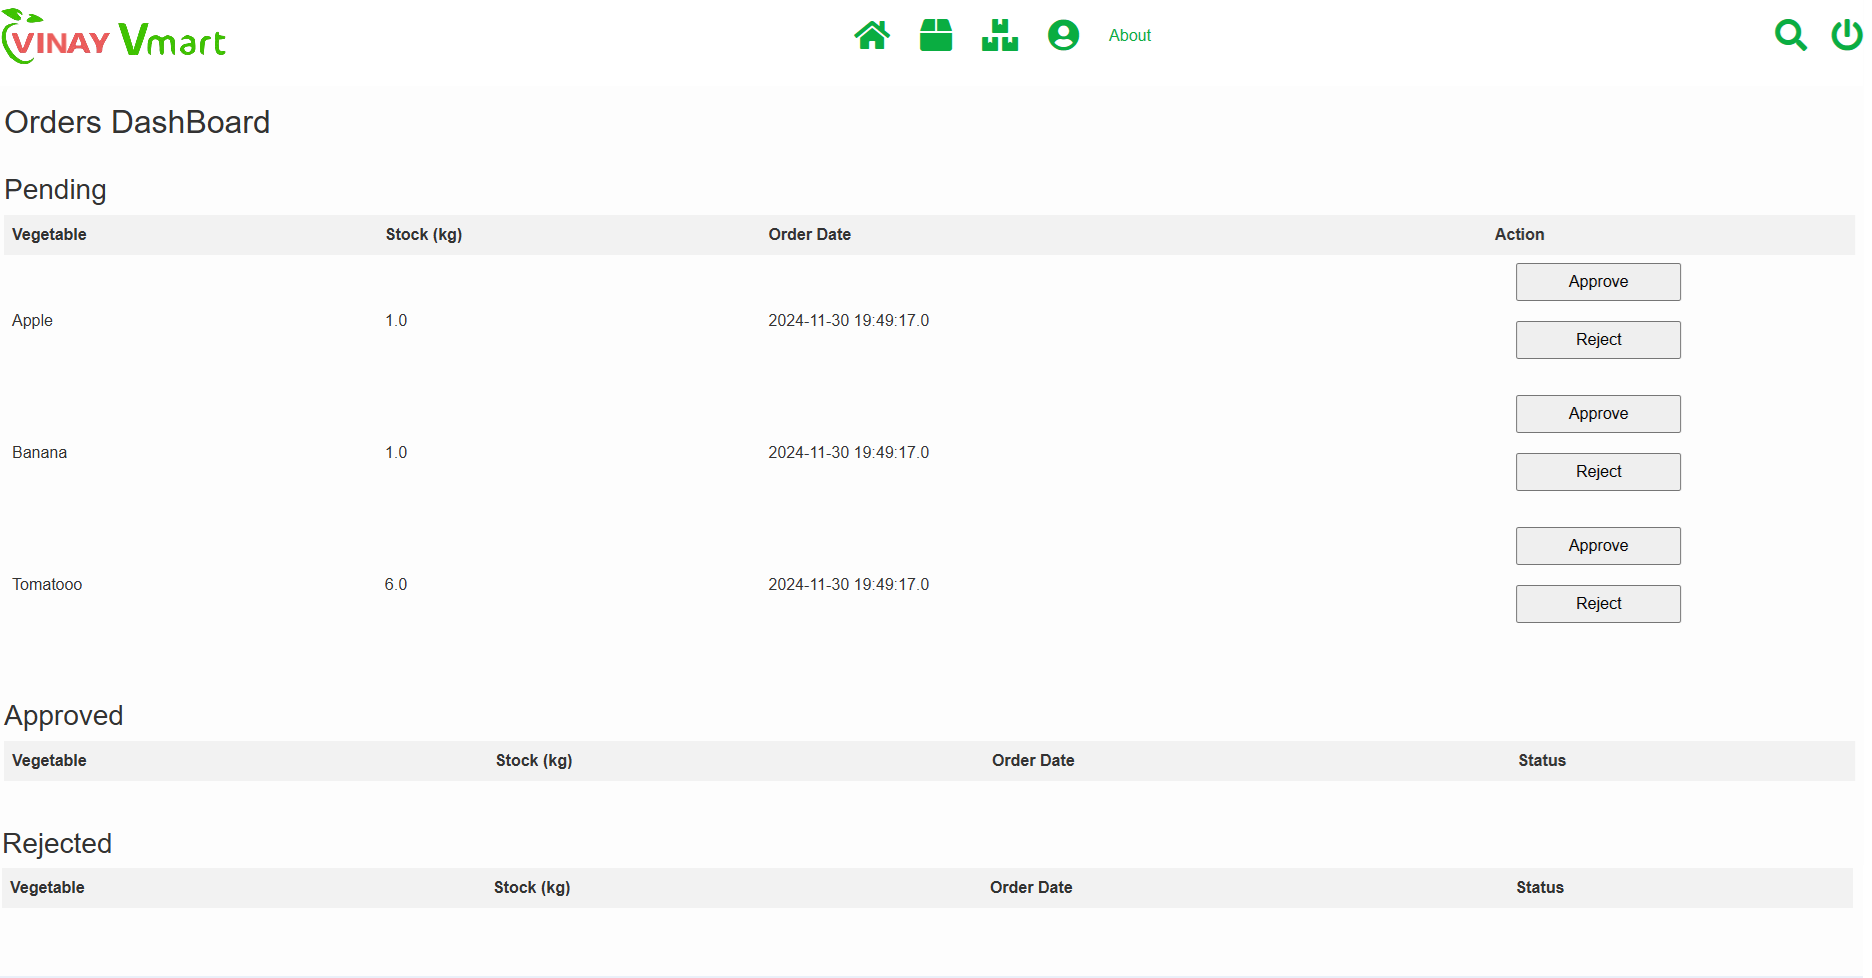 VINAY Vmart
About
Orders DashBoard
Pending
Vegetable Stock (kg) Order Date Action
Approve
Apple 1.0 2024-11-30 19:49:17.0
Reject
Approve
Banana 1.0 2024-11-30 19:49:17.0
Reject
Approve
Tomatooo 6.0 2024-11-30 19:49:17.0
Reject
Approved
Vegetable Stock (kg) Order Date Status
Rejected
Vegetable Stock (kg) Order Date Status